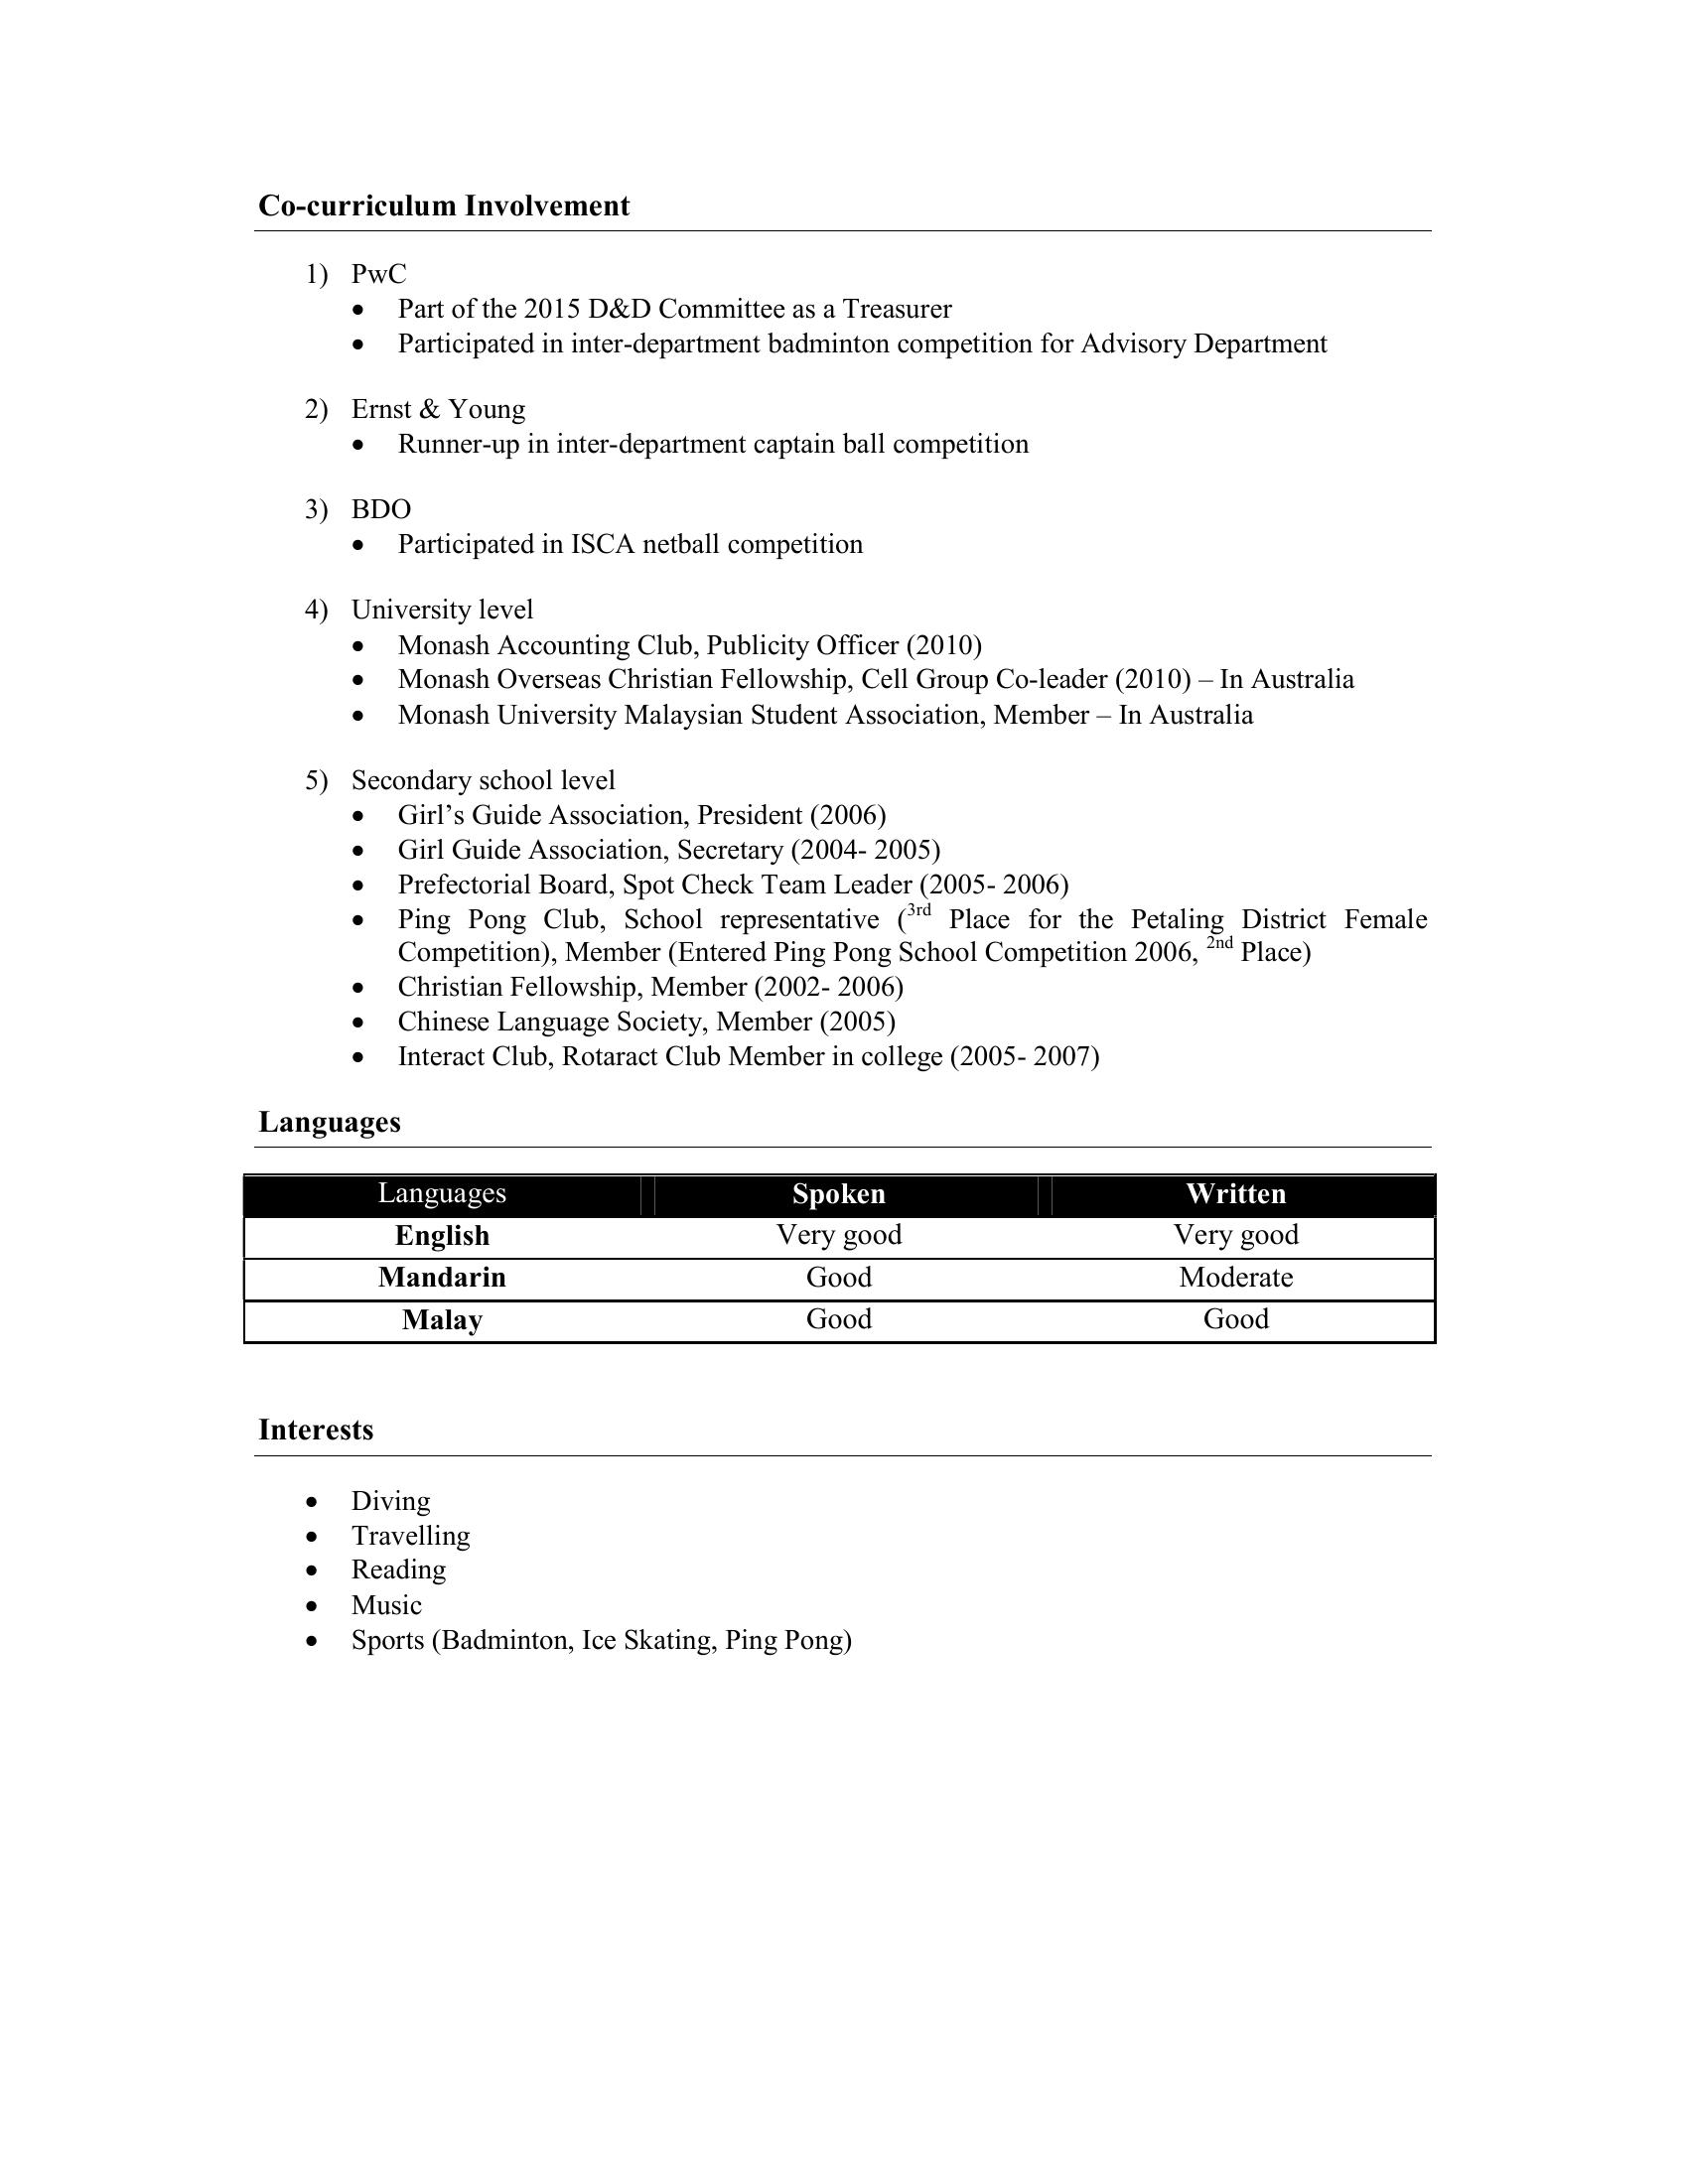 Co-curriculum Involvement
1) PwC
• Part of the 2015 D&D Committee as a Treasurer
• Participated in inter-department badminton competition for Advisory Department
2) Ernst & Young
• Runner-up in inter-department captain ball competition
3) BDO
• Participated in ISCA netball competition
4) University level
• Monash Accounting Club, Publicity Officer (2010)
• Monash Overseas Christian Fellowship, Cell Group Co-leader (2010) – In Australia
• Monash University Malaysian Student Association, Member – In Australia
5) Secondary school level
• Girl’s Guide Association, President (2006)
• Girl Guide Association, Secretary (2004- 2005)
• Prefectorial Board, Spot Check Team Leader (2005- 2006)
• Ping Pong Club, School representative (3rd Place for the Petaling District Female
Competition), Member (Entered Ping Pong School Competition 2006, 2nd Place)
• Christian Fellowship, Member (2002- 2006)
• Chinese Language Society, Member (2005)
• Interact Club, Rotaract Club Member in college (2005- 2007)
Languages
Languages Spoken Written
English Very good Very good
Mandarin Good Moderate
Malay Good Good
Interests
• Diving
• Travelling
• Reading
• Music
• Sports (Badminton, Ice Skating, Ping Pong)